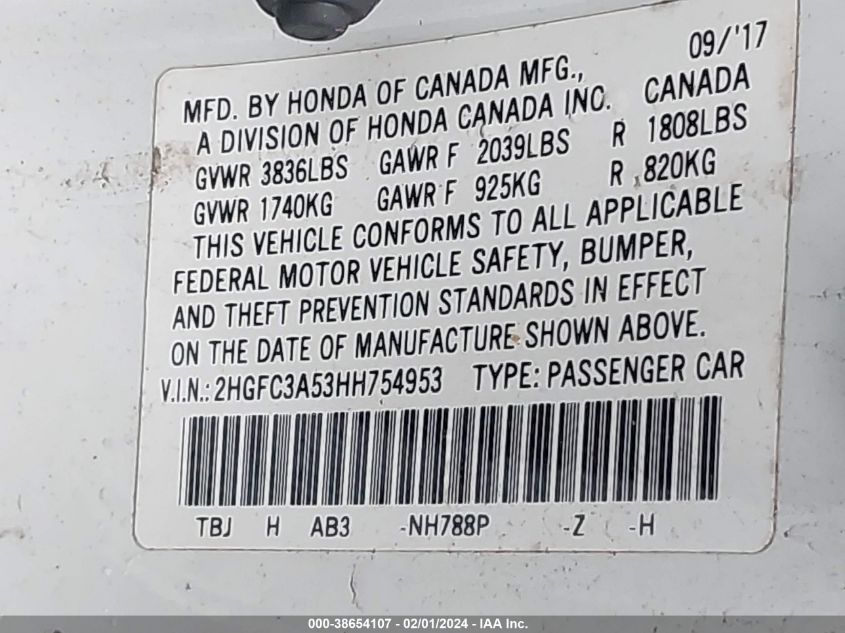 09/'17
MFD. BY HONDA OF CANADA MFG., CANADA
A DIVISION OF HONDA CANADA INC.
GVWR 3836LBS GAWR F 2039LBS R 1808LBS
GVWR 1740KG GAWR F 925KG R 820KG
THIS VEHICLE CONFORMS TO ALL APPLICABLE
FEDERAL MOTOR VEHICLE SAFETY, BUMPER,
AND THEFT PREVENTION STANDARDS IN EFFECT
ON THE DATE OF MANUFACTURE SHOWN ABOVE.
V.I.N.: 2HGFC3A53HH754953 TYPE: PASSENGER CAR
TBJ H AB3 -NH788P -Z -H
000-38654107 - 02/01/2024 - IAA Inc.